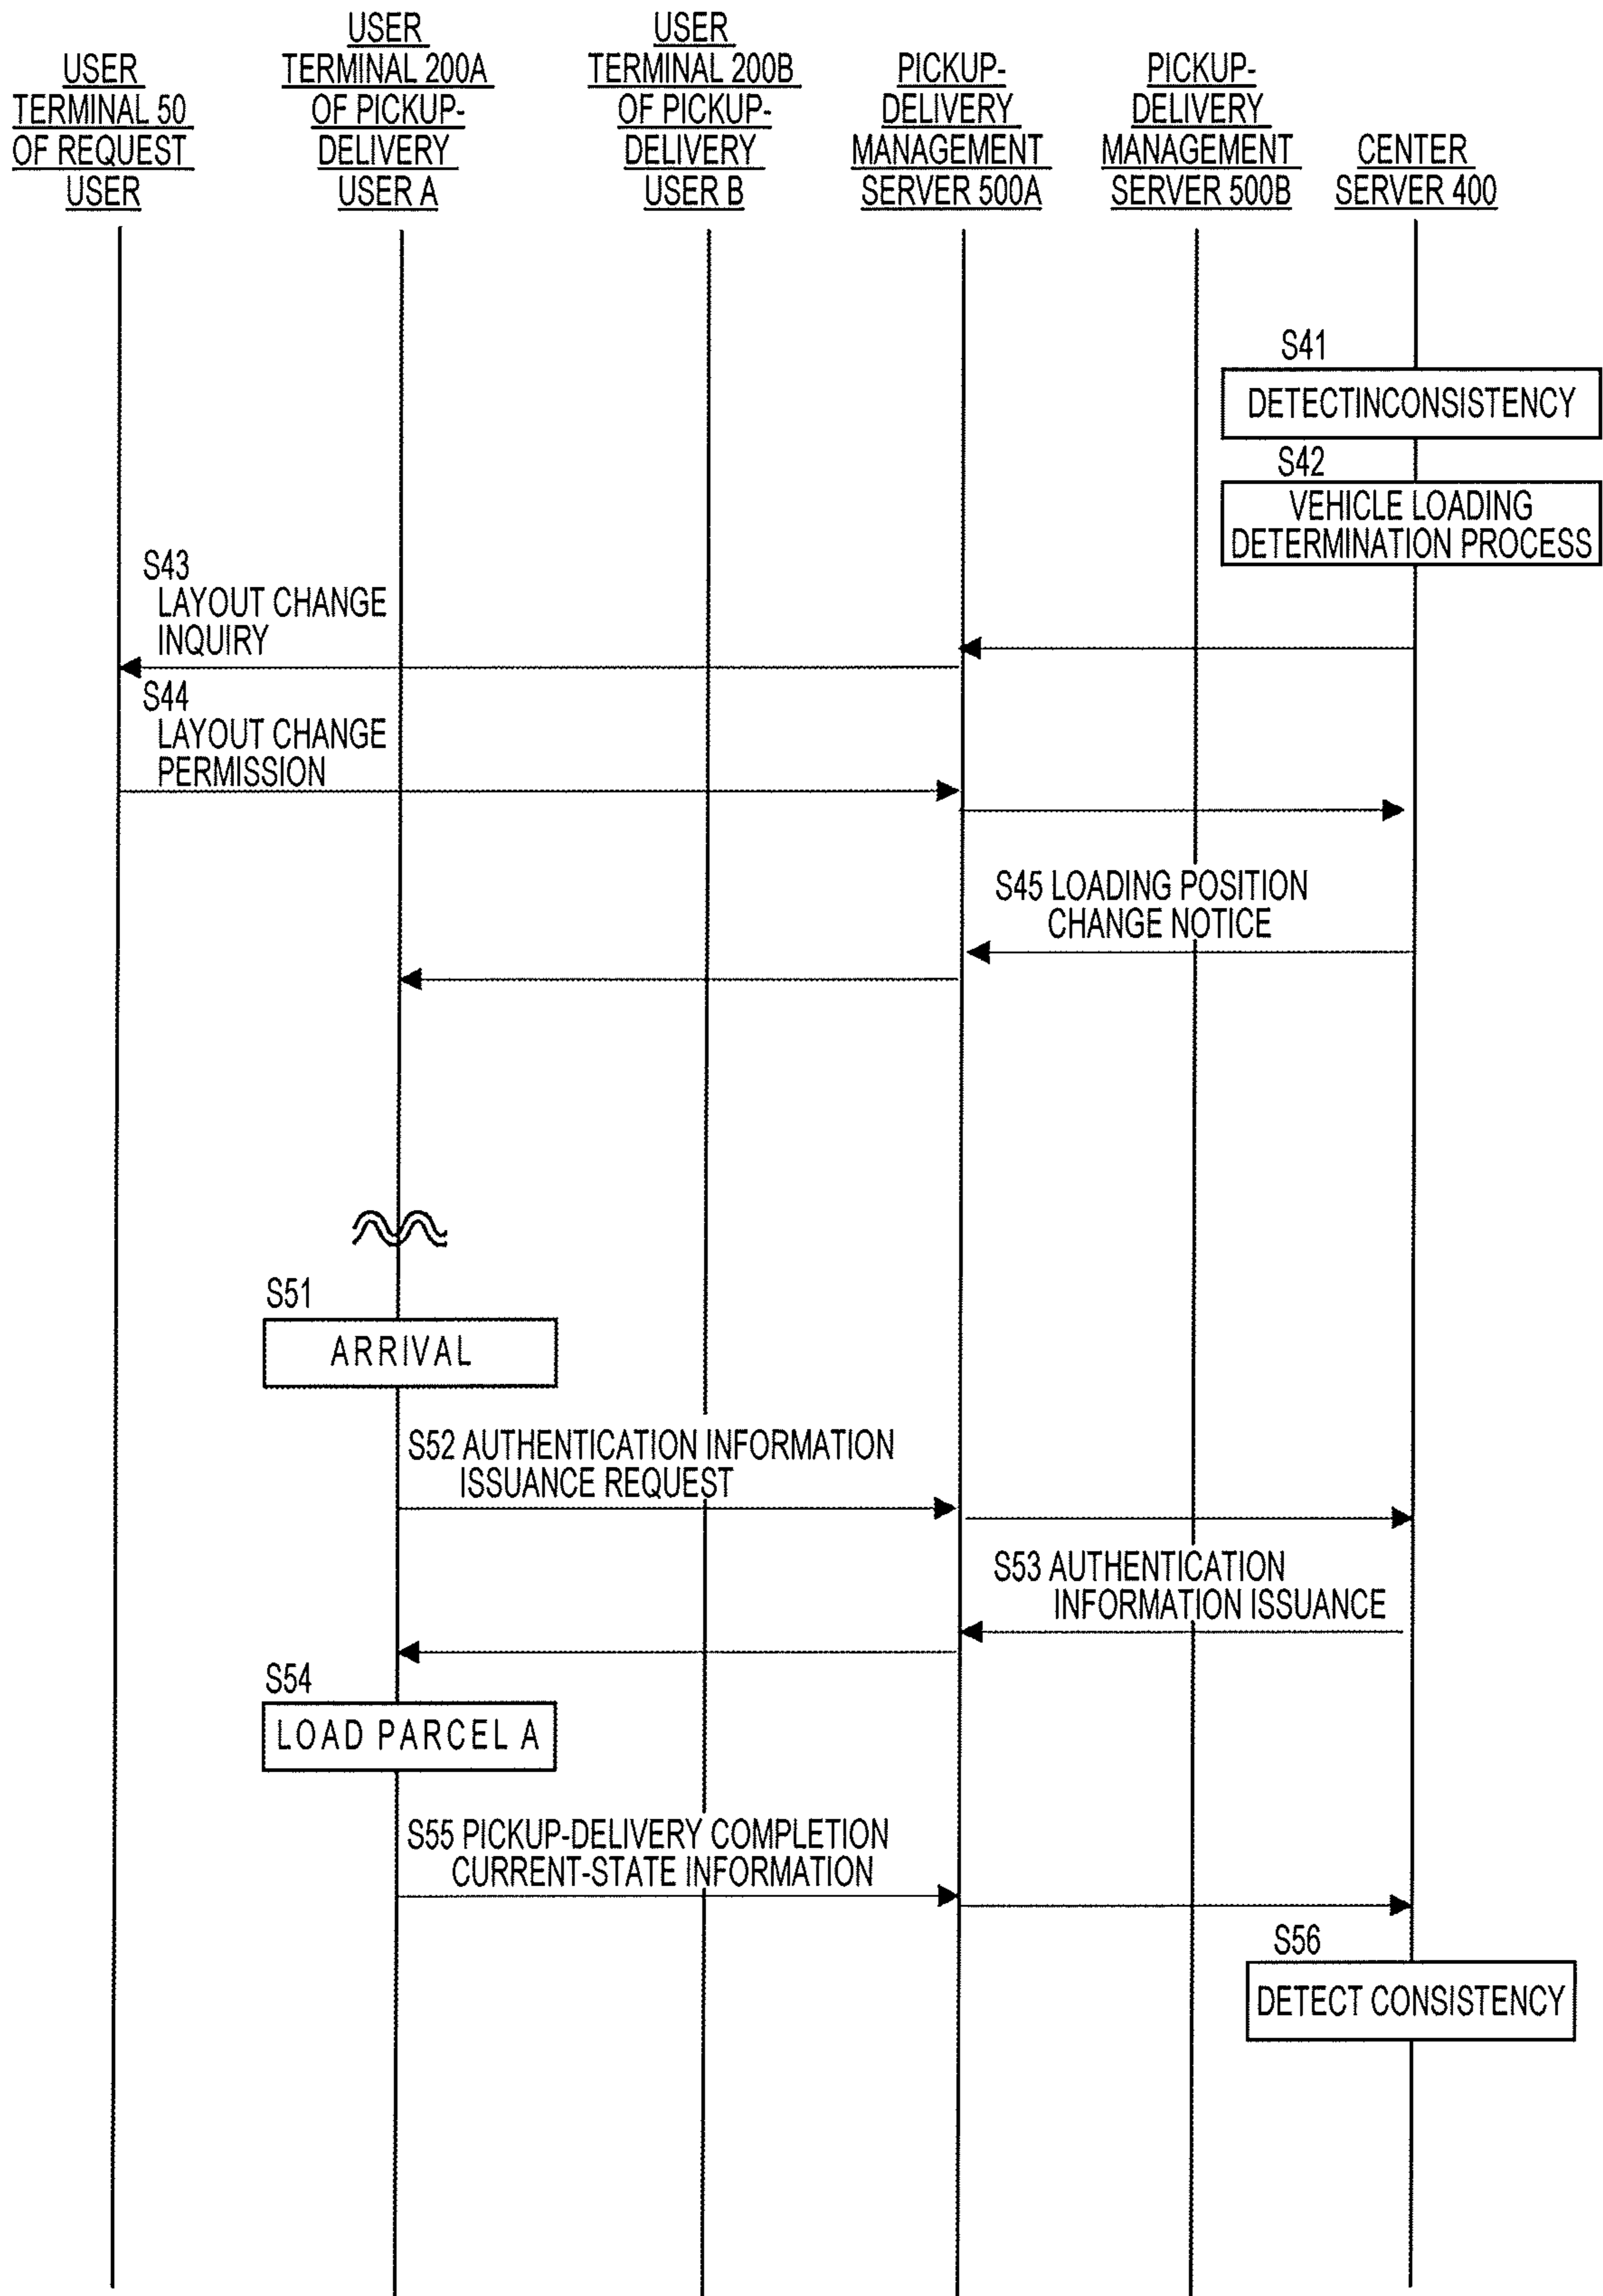 USER
TERMINAL 50
OF REQUEST
USER
USER
TERMINAL 200A
OF PICKUP-
DELIVERY
USER A
USER
TERMINAL 200B
OF PICKUP-
DELIVERY
USER B
PICKUP-
DELIVERY
MANAGEMENT
SERVER 500A
PICKUP-
DELIVERY
MANAGEMENT
SERVER 500B
CENTER
SERVER 400
S41
DETECTINCONSISTENCY
S42
VEHICLE LOADING
DETERMINATION PROCESS
S43
LAYOUT CHANGE
INQUIRY
S44
LAYOUT CHANGE
PERMISSION
S45 LOADING POSITION
CHANGE NOTICE
S51
ARRIVAL
S52 AUTHENTICATION INFORMATION
ISSUANCE REQUEST
S53 AUTHENTICATION
INFORMATION ISSUANCE
S54
LOAD PARCEL A
S55 PICKUP-DELIVERY COMPLETION
CURRENT-STATE INFORMATION
S56
DETECT CONSISTENCY